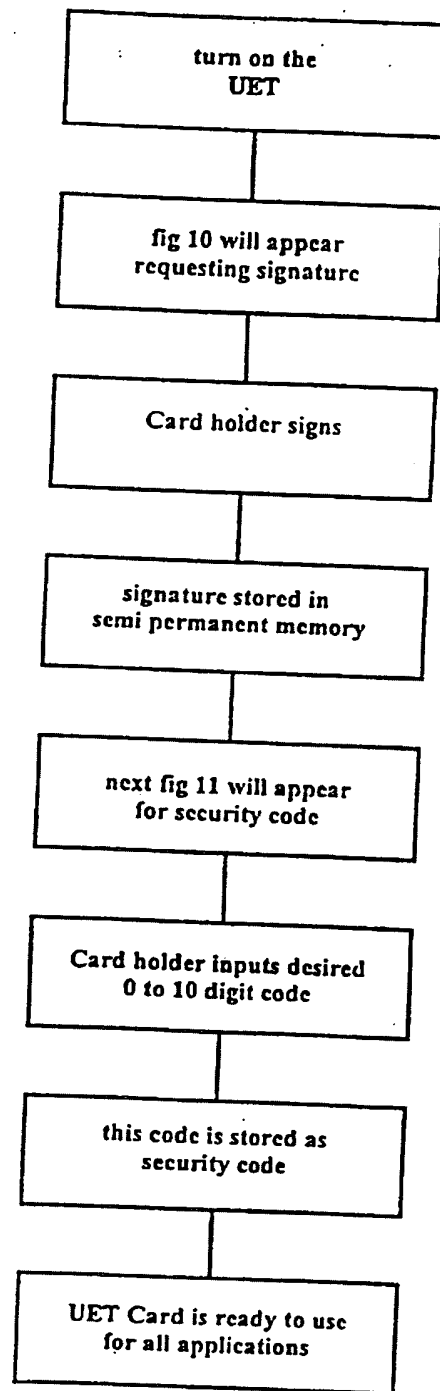 turn on the
UET
fig 10 will appear
requesting signature
Card holder signs
signature stored in
semi permanent memory
next fig 11 will appear
for security code
Card holder inputs desired
0 to 10 digit code
this code is stored as
security code
UET Card is ready to use
for all applications